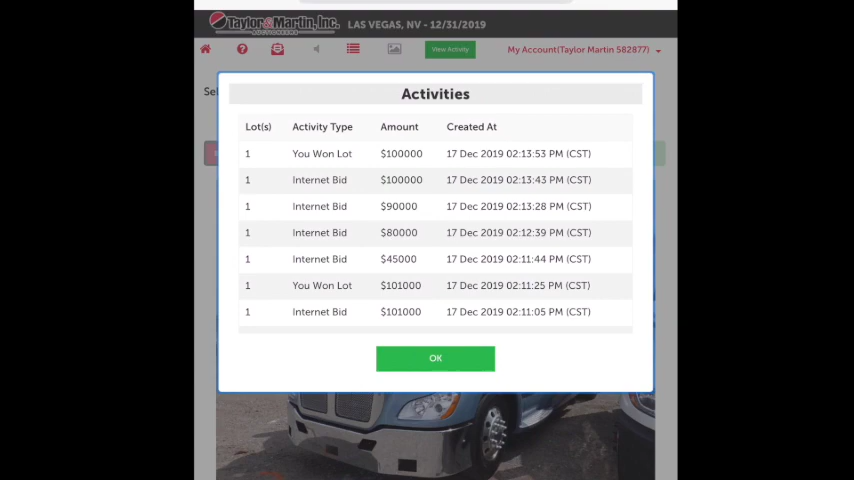 Taylor & Martin, Inc.
AUCTIONEERS
LAS VEGAS, NV - 12/31/2019
View Activity
My Account(Taylor Martin 582877)
Sel
Activities
Lot(s) Activity Type Amount Created At
1 You Won Lot $100000 17 Dec 2019 02:13:53 PM (CST)
1 Internet Bid $100000 17 Dec 2019 02:13:43 PM (CST)
1 Internet Bid $90000 17 Dec 2019 02:13:28 PM (CST)
1 Internet Bid $80000 17 Dec 2019 02:12:39 PM (CST)
1 Internet Bid $45000 17 Dec 2019 02:11:44 PM (CST)
1 You Won Lot $101000 17 Dec 2019 02:11:25 PM (CST)
1 Internet Bid $101000 17 Dec 2019 02:11:05 PM (CST)
OK